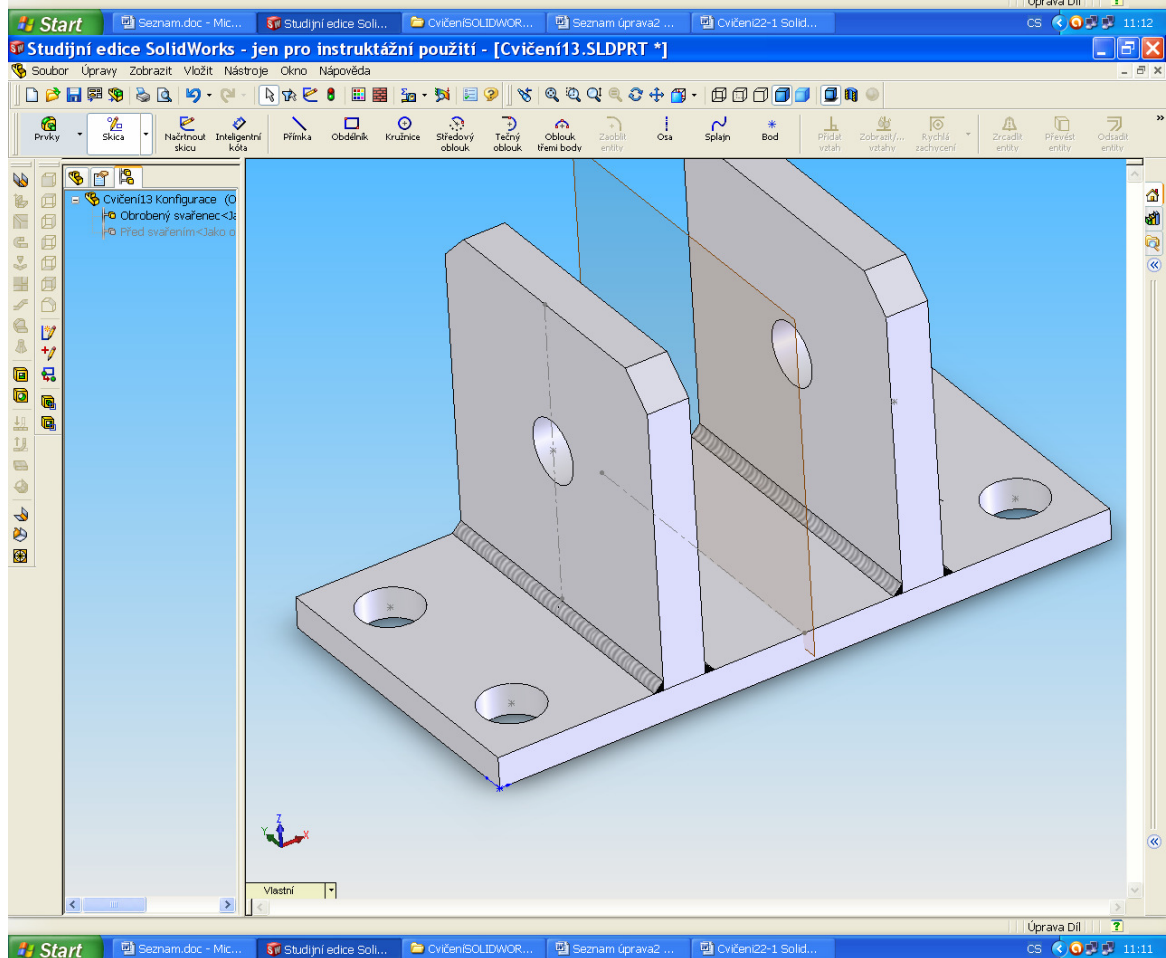 Úprava Díl ?
Start Seznam.doc - Mic... Studijní edice Soli... CvičeníSOLIDWOR... Seznam úprava2 ... Cvičeni22-1 Solid... CS 11:12
Studijní edice SolidWorks - jen pro instruktážní použití - [Cvičení13.SLDPRT *]
Soubor Úpravy Zobrazit Vložit Nástroje Okno Nápověda
Prvky Skica Načrtnout skicu Inteligentní kóta Přímka Obdélník Kružnice Středový oblouk Tečný oblouk Oblouk třemi body Zaoblit entity Osa Splajn Bod Přidat vztah Zobrazit/... vztahy Rychlá zachycení Zrcadlit entity Převést entity Odsadit entity
Cvičení13 Konfigurace (O
Obrobený svařenec<Ja
Před svařením<Jako o
Z
Y X
Vlastní
Úprava Díl ?
Start Seznam.doc - Mic... Studijní edice Soli... CvičeníSOLIDWOR... Seznam úprava2 ... Cvičeni22-1 Solid... CS 11:11